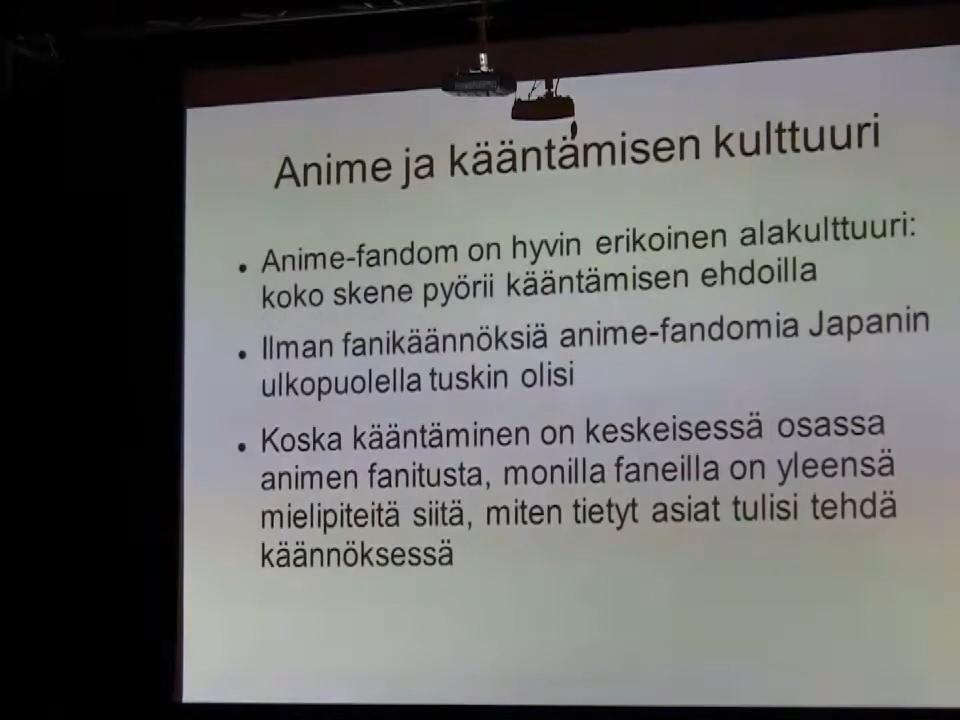 Anime ja kääntämisen kulttuuri
• Anime-fandom on hyvin erikoinen alakulttuuri:
koko skene pyörii kääntämisen ehdoilla
• Ilman fanikäännöksiä anime-fandomia Japanin
ulkopuolella tuskin olisi
• Koska kääntäminen on keskeisessä osassa
animen fanitusta, monilla faneilla on yleensä
mielipiteitä siitä, miten tietyt asiat tulisi tehdä
käännöksessä